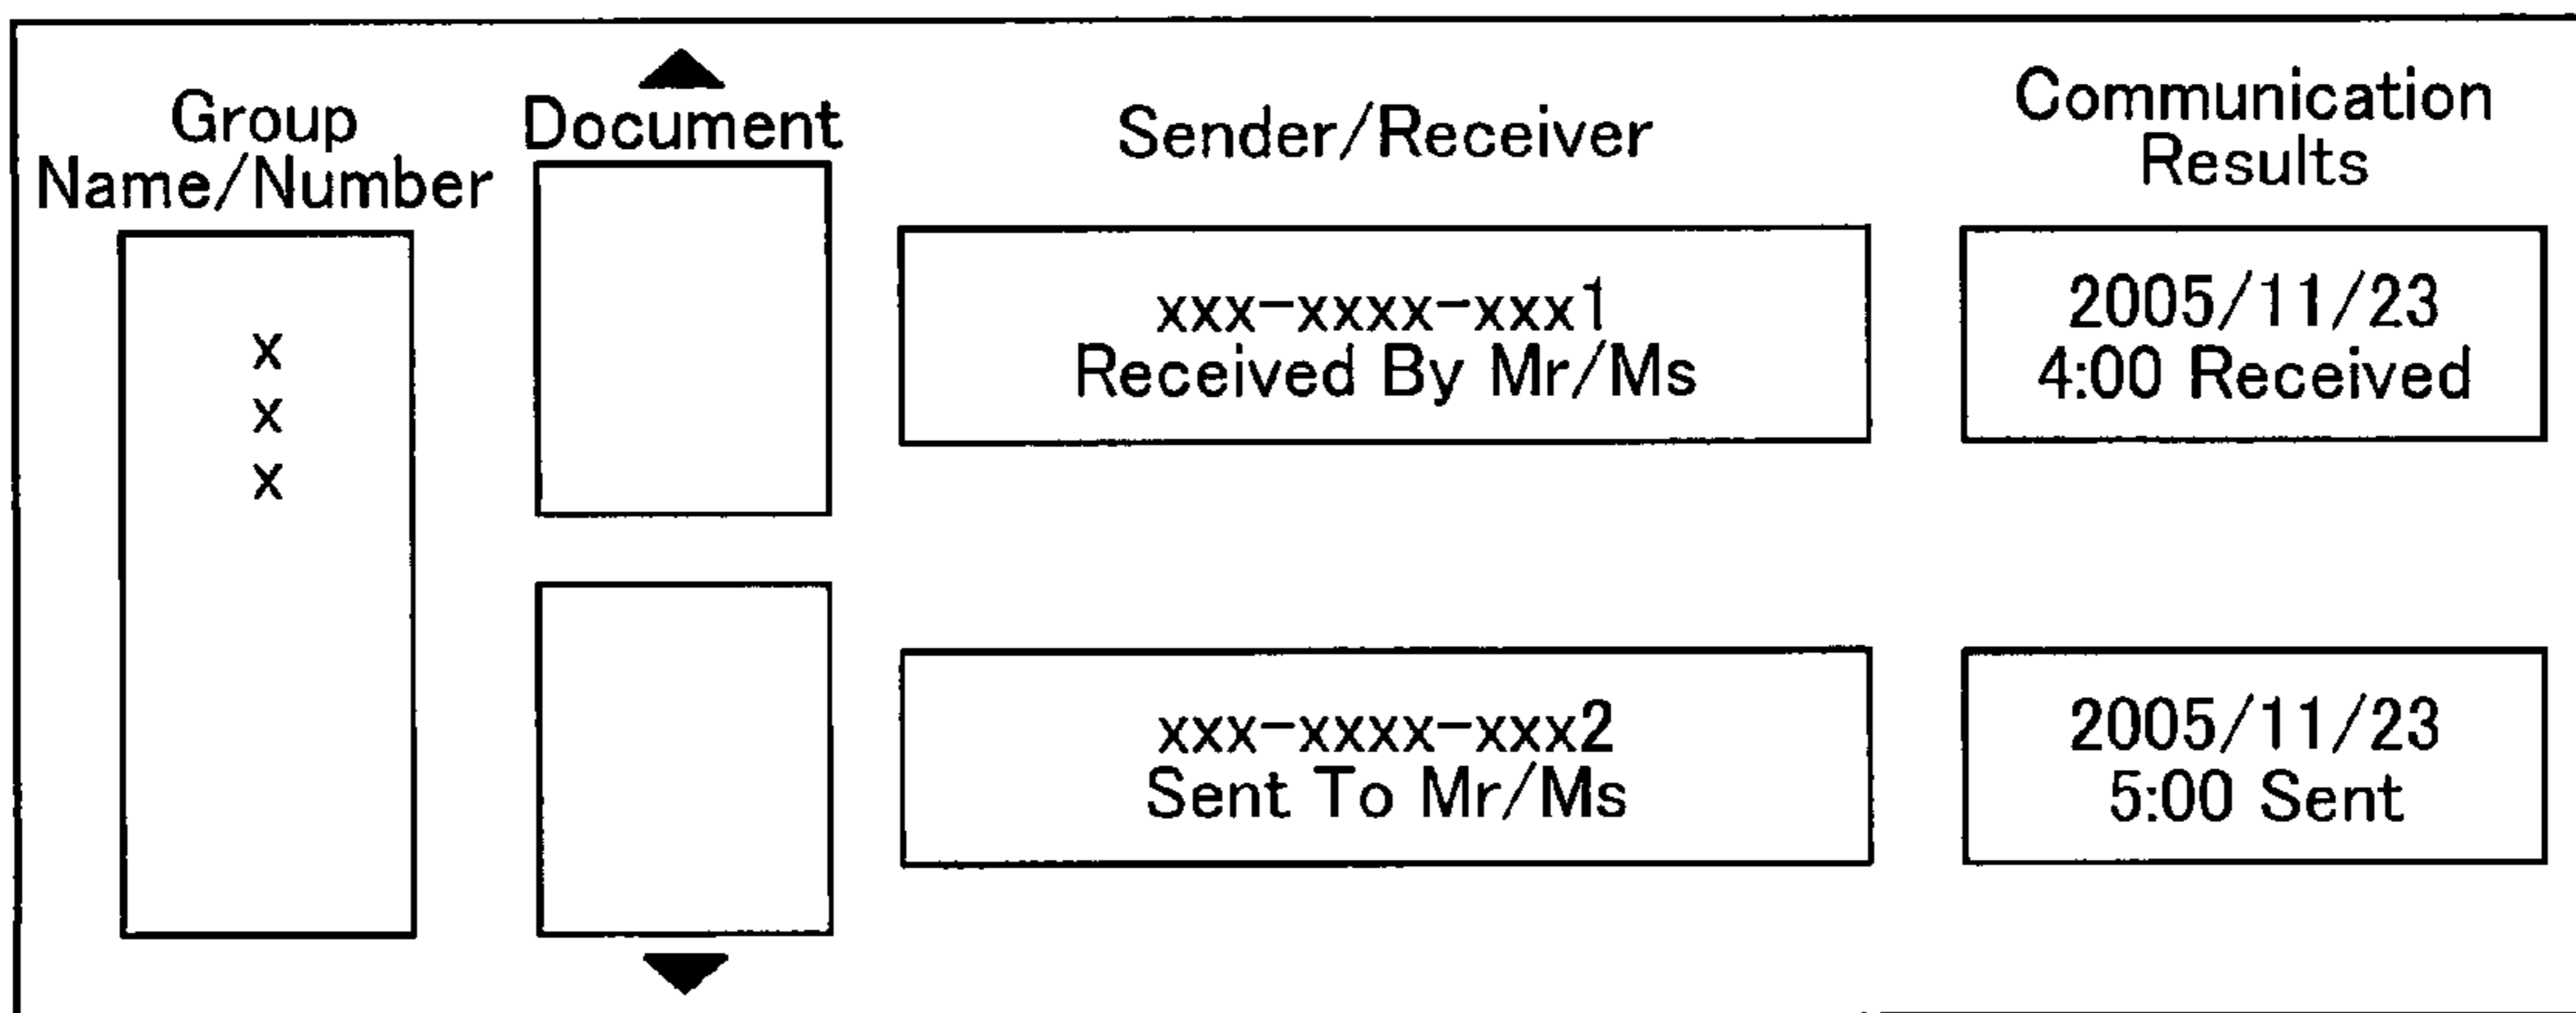 Group
Name/Number
Document
Sender/Receiver
Communication
Results
x
x
x
xxx-xxxx-xxx1
Received By Mr/Ms
2005/11/23
4:00 Received
xxx-xxxx-xxx2
Sent To Mr/Ms
2005/11/23
5:00 Sent